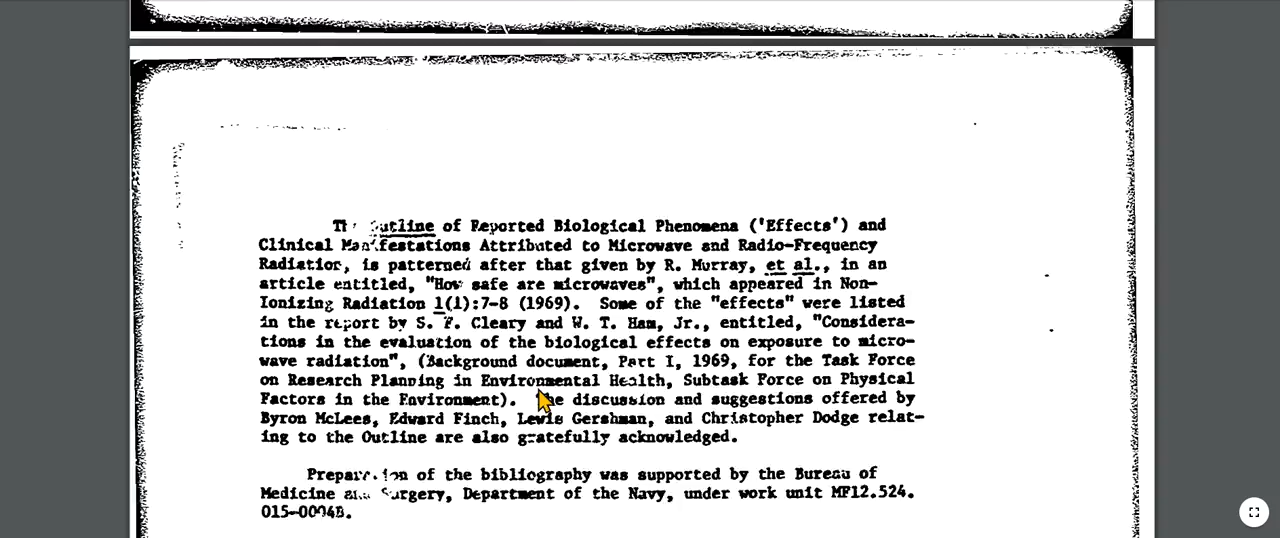 The Outline of Reported Biological Phenomena ('Effects') and
Clinical Manifestations Attributed to Microwave and Radio-Frequency
Radiation, is patterned after that given by R. Murray, et al., in an
article entitled, "How safe are microwaves", which appeared in Non-
Ionizing Radiation 1(1):7-8 (1969). Some of the "effects" were listed
in the report by S. F. Cleary and W. T. Ham, Jr., entitled, "Considera-
tions in the evaluation of the biological effects on exposure to micro-
wave radiation", (Background document, Part I, 1969, for the Task Force
on Research Planning in Environmental Health, Subtask Force on Physical
Factors in the Environment). The discussion and suggestions offered by
Byron McLees, Edward Finch, Lewis Gershman, and Christopher Dodge relat-
ing to the Outline are also gratefully acknowledged.
Preparation of the bibliography was supported by the Bureau of
Medicine and Surgery, Department of the Navy, under work unit MF12.524.
015-0004B.